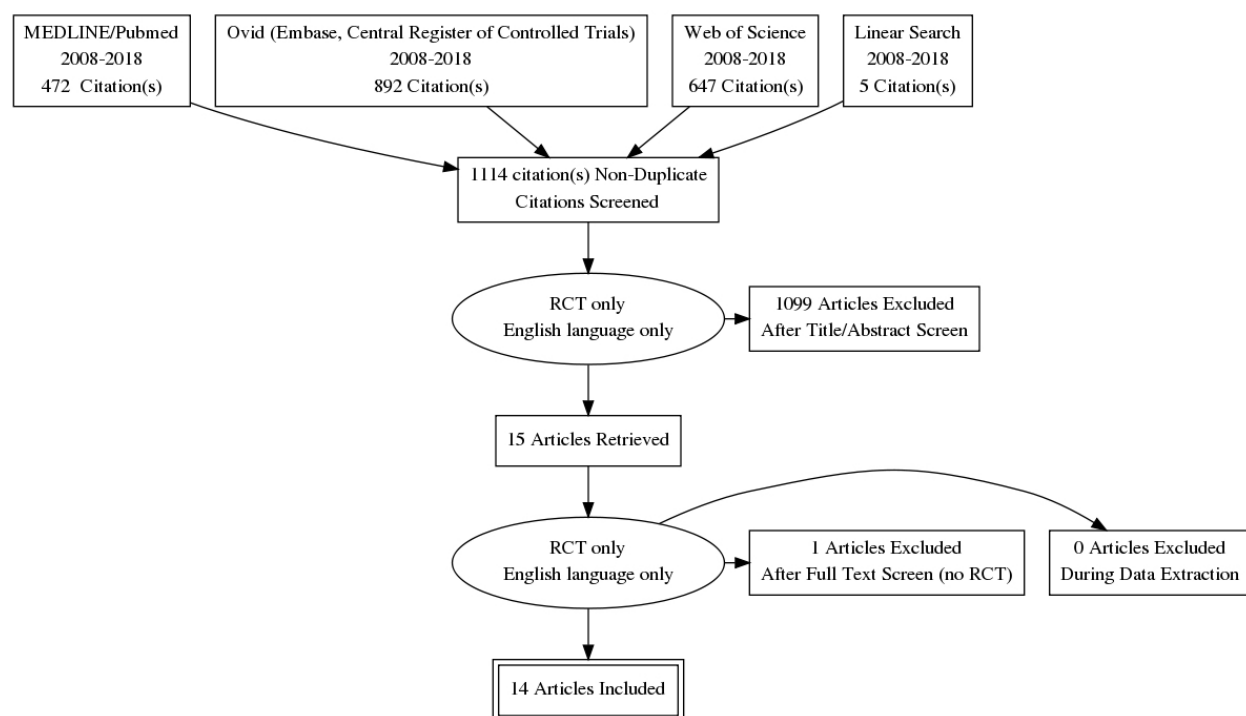 MEDLINE/Pubmed
2008-2018
472 Citation(s)
Ovid (Embase, Central Register of Controlled Trials)
2008-2018
892 Citation(s)
Web of Science
2008-2018
647 Citation(s)
Linear Search
2008-2018
5 Citation(s)
1114 citation(s) Non-Duplicate
Citations Screened
RCT only
English language only
1099 Articles Excluded
After Title/Abstract Screen
15 Articles Retrieved
RCT only
English language only
1 Articles Excluded
After Full Text Screen (no RCT)
0 Articles Excluded
During Data Extraction
14 Articles Included